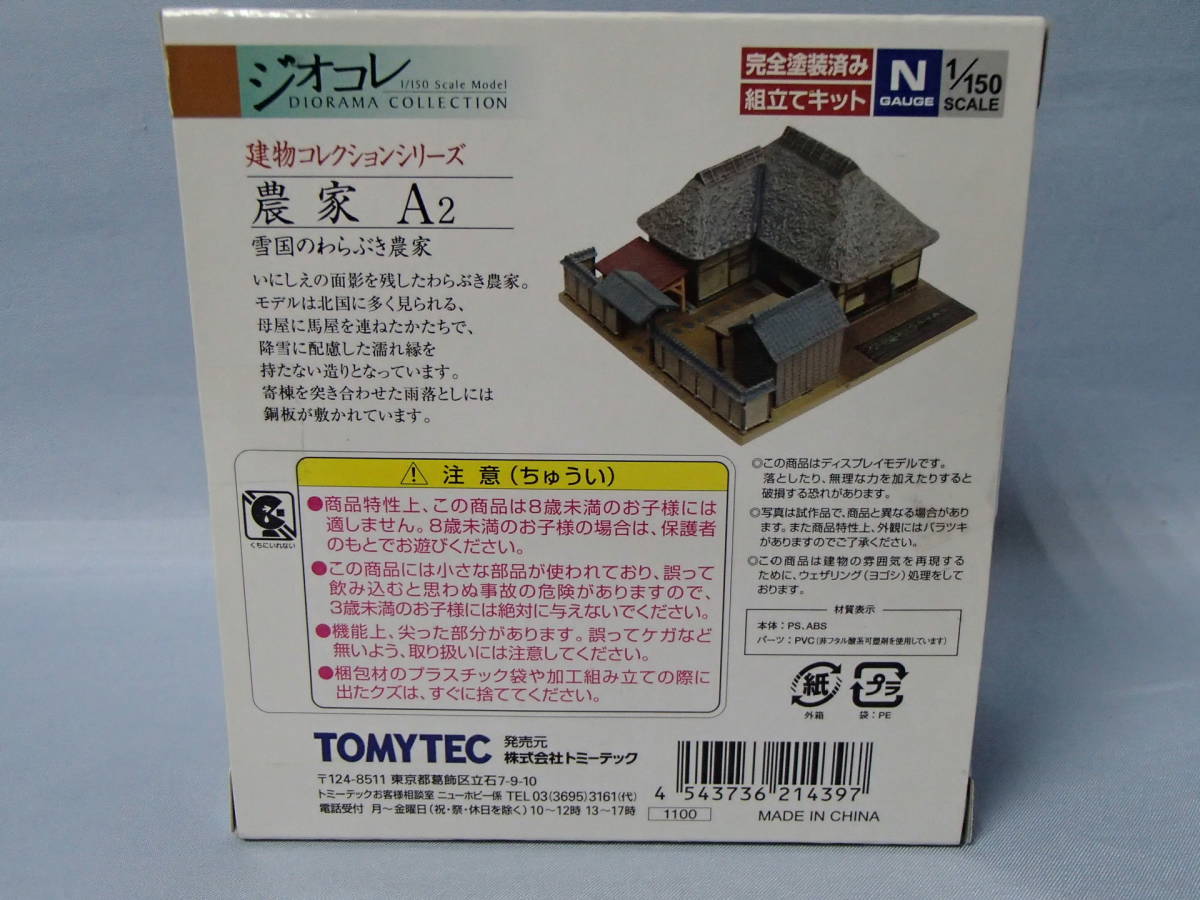 ジオコレ
1/150 Scale Model
DIORAMA COLLECTION
完全塗装済み
組立てキット
N
GAUGE
1/150
SCALE
建物コレクションシリーズ
農家 A2
雪国のわらぶき農家
いにしえの面影を残したわらぶき農家。
モデルは北国に多く見られる、
母屋に馬屋を連ねたかたちで、
降雪に配慮した濡れ縁を
持たない造りとなっています。
寄棟を突き合わせた雨落としには
銅板が敷かれています。
注意(ちゅうい)
●商品特性上、この商品は8歳未満のお子様には
適しません。8歳未満のお子様の場合は、保護者
のもとでお遊びください。
●この商品には小さな部品が使われており、誤って
飲み込むと思わぬ事故の危険がありますので、
3歳未満のお子様には絶対に与えないでください。
●機能上、尖った部分があります。誤ってケガなど
無いよう、取り扱いには注意してください。
●梱包材のプラスチック袋や加工組み立ての際に
出たクズは、すぐに捨ててください。
くちにいれない
◎この商品はディスプレイモデルです。
落としたり、無理な力を加えたりすると
破損する恐れがあります。
◎写真は試作品で、商品と異なる場合があり
ます。また商品特性上、外観にはバラツキ
がありますのでご了承ください。
◎この商品は建物の雰囲気を再現する
ために、ウェザリング(ヨゴシ)処理をして
おります。
材質表示
本体:PS、ABS
パーツ:PVC(非フタル酸系可塑剤を使用しています)
紙
外箱
プラ
袋:PE
TOMYTEC
発売元
株式会社トミーテック
〒124-8511 東京都葛飾区立石7-9-10
トミーテックお客様相談室 ニューホビー係 TEL 03(3695)3161(代)
電話受付 月〜金曜日(祝・祭・休日を除く)10〜12時 13〜17時
4 543736 214397
1100
MADE IN CHINA